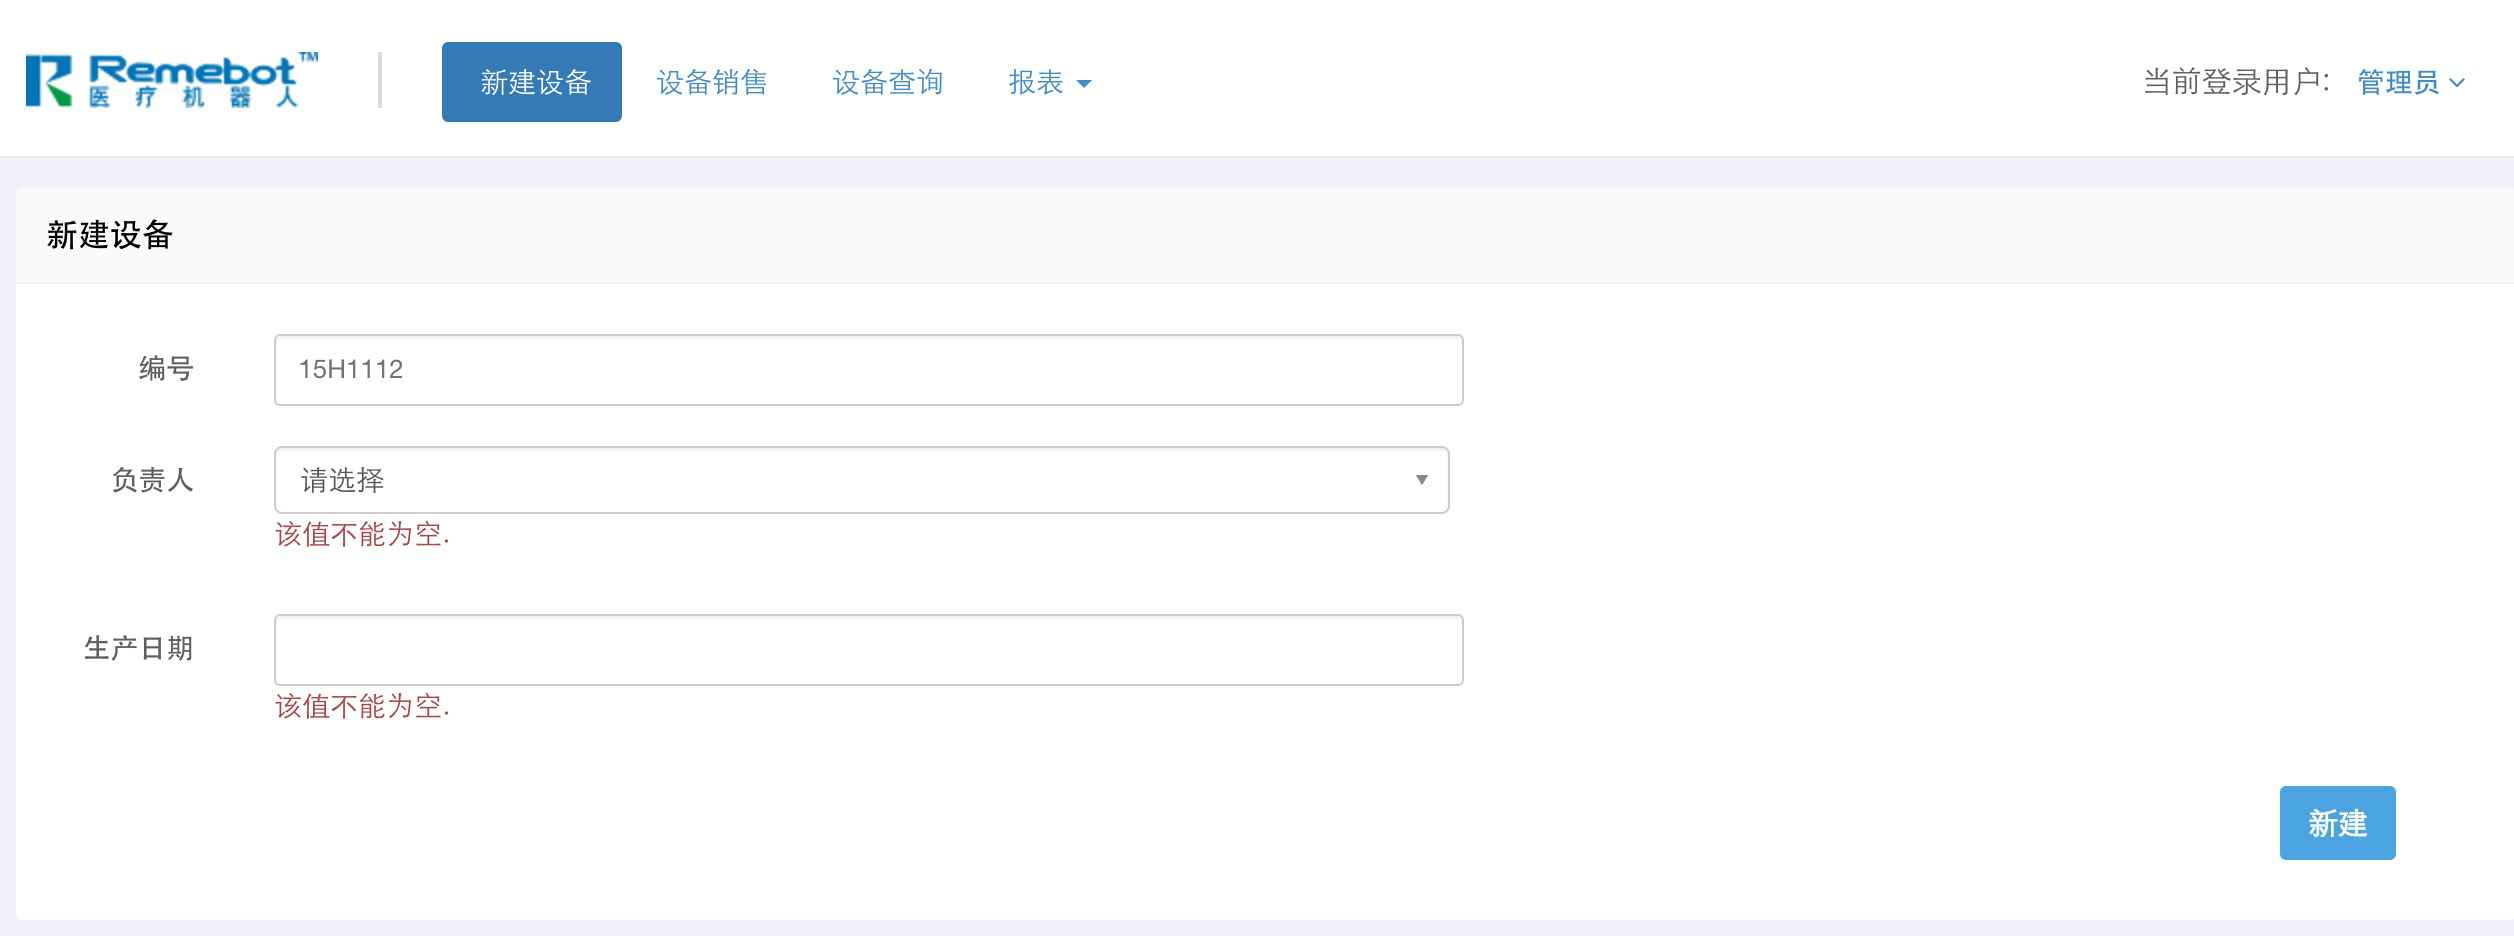 Remebot™
医疗机器人
新建设备 设备销售 设备查询 报表 当前登录用户: 管理员
新建设备
编号 15H1112
负责人 请选择
该值不能为空.
生产日期
该值不能为空.
新建